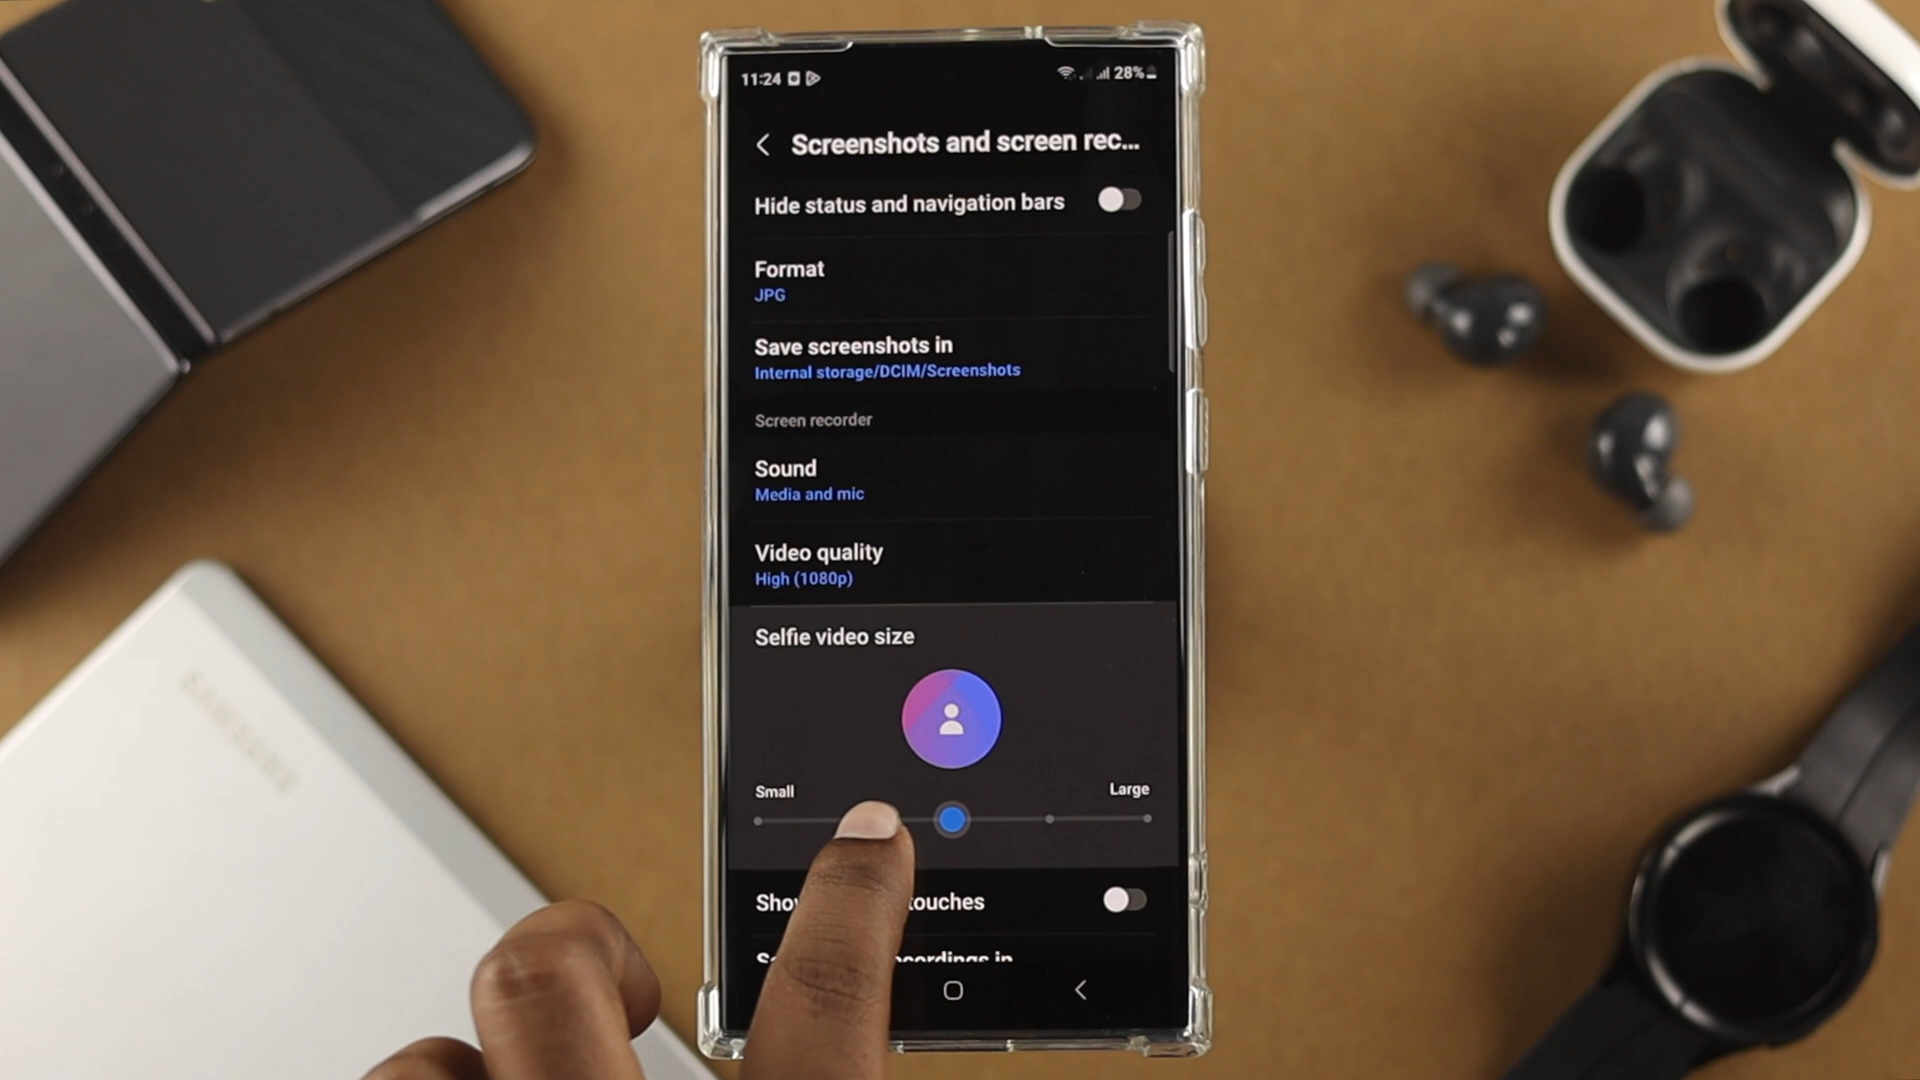 11:24
28%
Screenshots and screen rec...
Hide status and navigation bars
Format
JPG
Save screenshots in
Internal storage/DCIM/Screenshots
Screen recorder
Sound
Media and mic
Video quality
High (1080p)
Selfie video size
Small
Large
touches
SAMSUNG